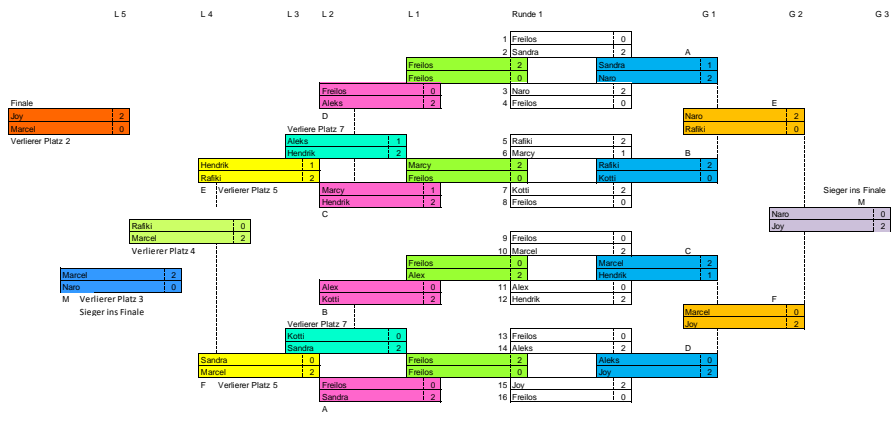 L 5 L 4 L 3 L 2 L 1 Runde 1 G 1 G 2 G 3
1 Freilos 0
2 Sandra 2 A
Freilos 2 Sandra 1
Freilos 0 Naro 2
Freilos 0 3 Naro 2
Finale Aleks 2 4 Freilos 0 E
Joy 2 D Naro 2
Marcel 0 Verliere Platz 7 Rafiki 0
Verlierer Platz 2 Aleks 1 5 Rafiki 2
Hendrik 2 6 Marcy 1 B
Hendrik 1 Marcy 2 Rafiki 2
Rafiki 2 Freilos 0 Kotti 0
E Verlierer Platz 5 Marcy 1 7 Kotti 2 Sieger ins Finale
Hendrik 2 8 Freilos 0 M
C Naro 0
Rafiki 0 Joy 2
Marcel 2 9 Freilos 0
Verlierer Platz 4 10 Marcel 2 C
Freilos 0 Marcel 2
Marcel 2 Alex 2 Hendrik 1
Naro 0 Alex 0 11 Alex 0
M Verlierer Platz 3 Kotti 2 12 Hendrik 2 F
Sieger ins Finale B Marcel 0
Verlierer Platz 7 Joy 2
Kotti 0 13 Freilos 0
Sandra 2 14 Aleks 2 D
Sandra 0 Freilos 2 Aleks 0
Marcel 2 Freilos 0 Joy 2
F Verlierer Platz 5 Freilos 0 15 Joy 2
Sandra 2 16 Freilos 0
A